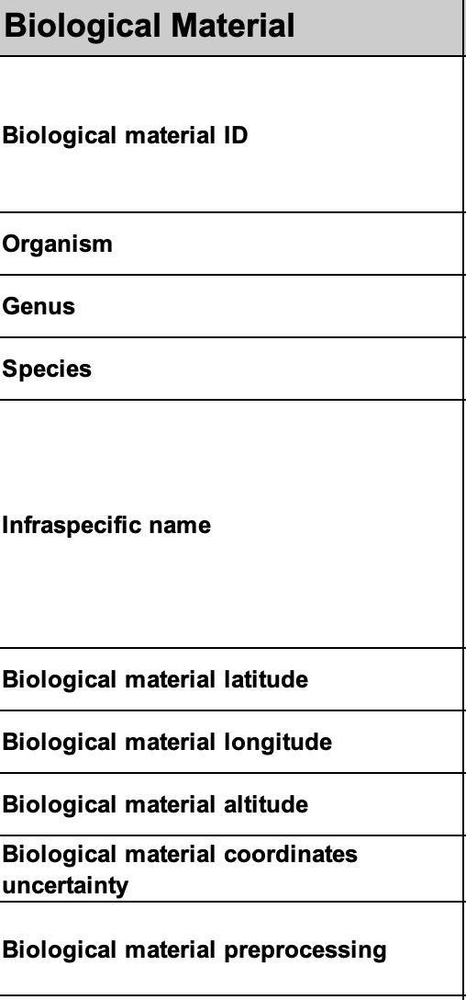 Biological Material
Biological material ID
Organism
Genus
Species
Infraspecific name
Biological material latitude
Biological material longitude
Biological material altitude
Biological material coordinates
uncertainty
Biological material preprocessing